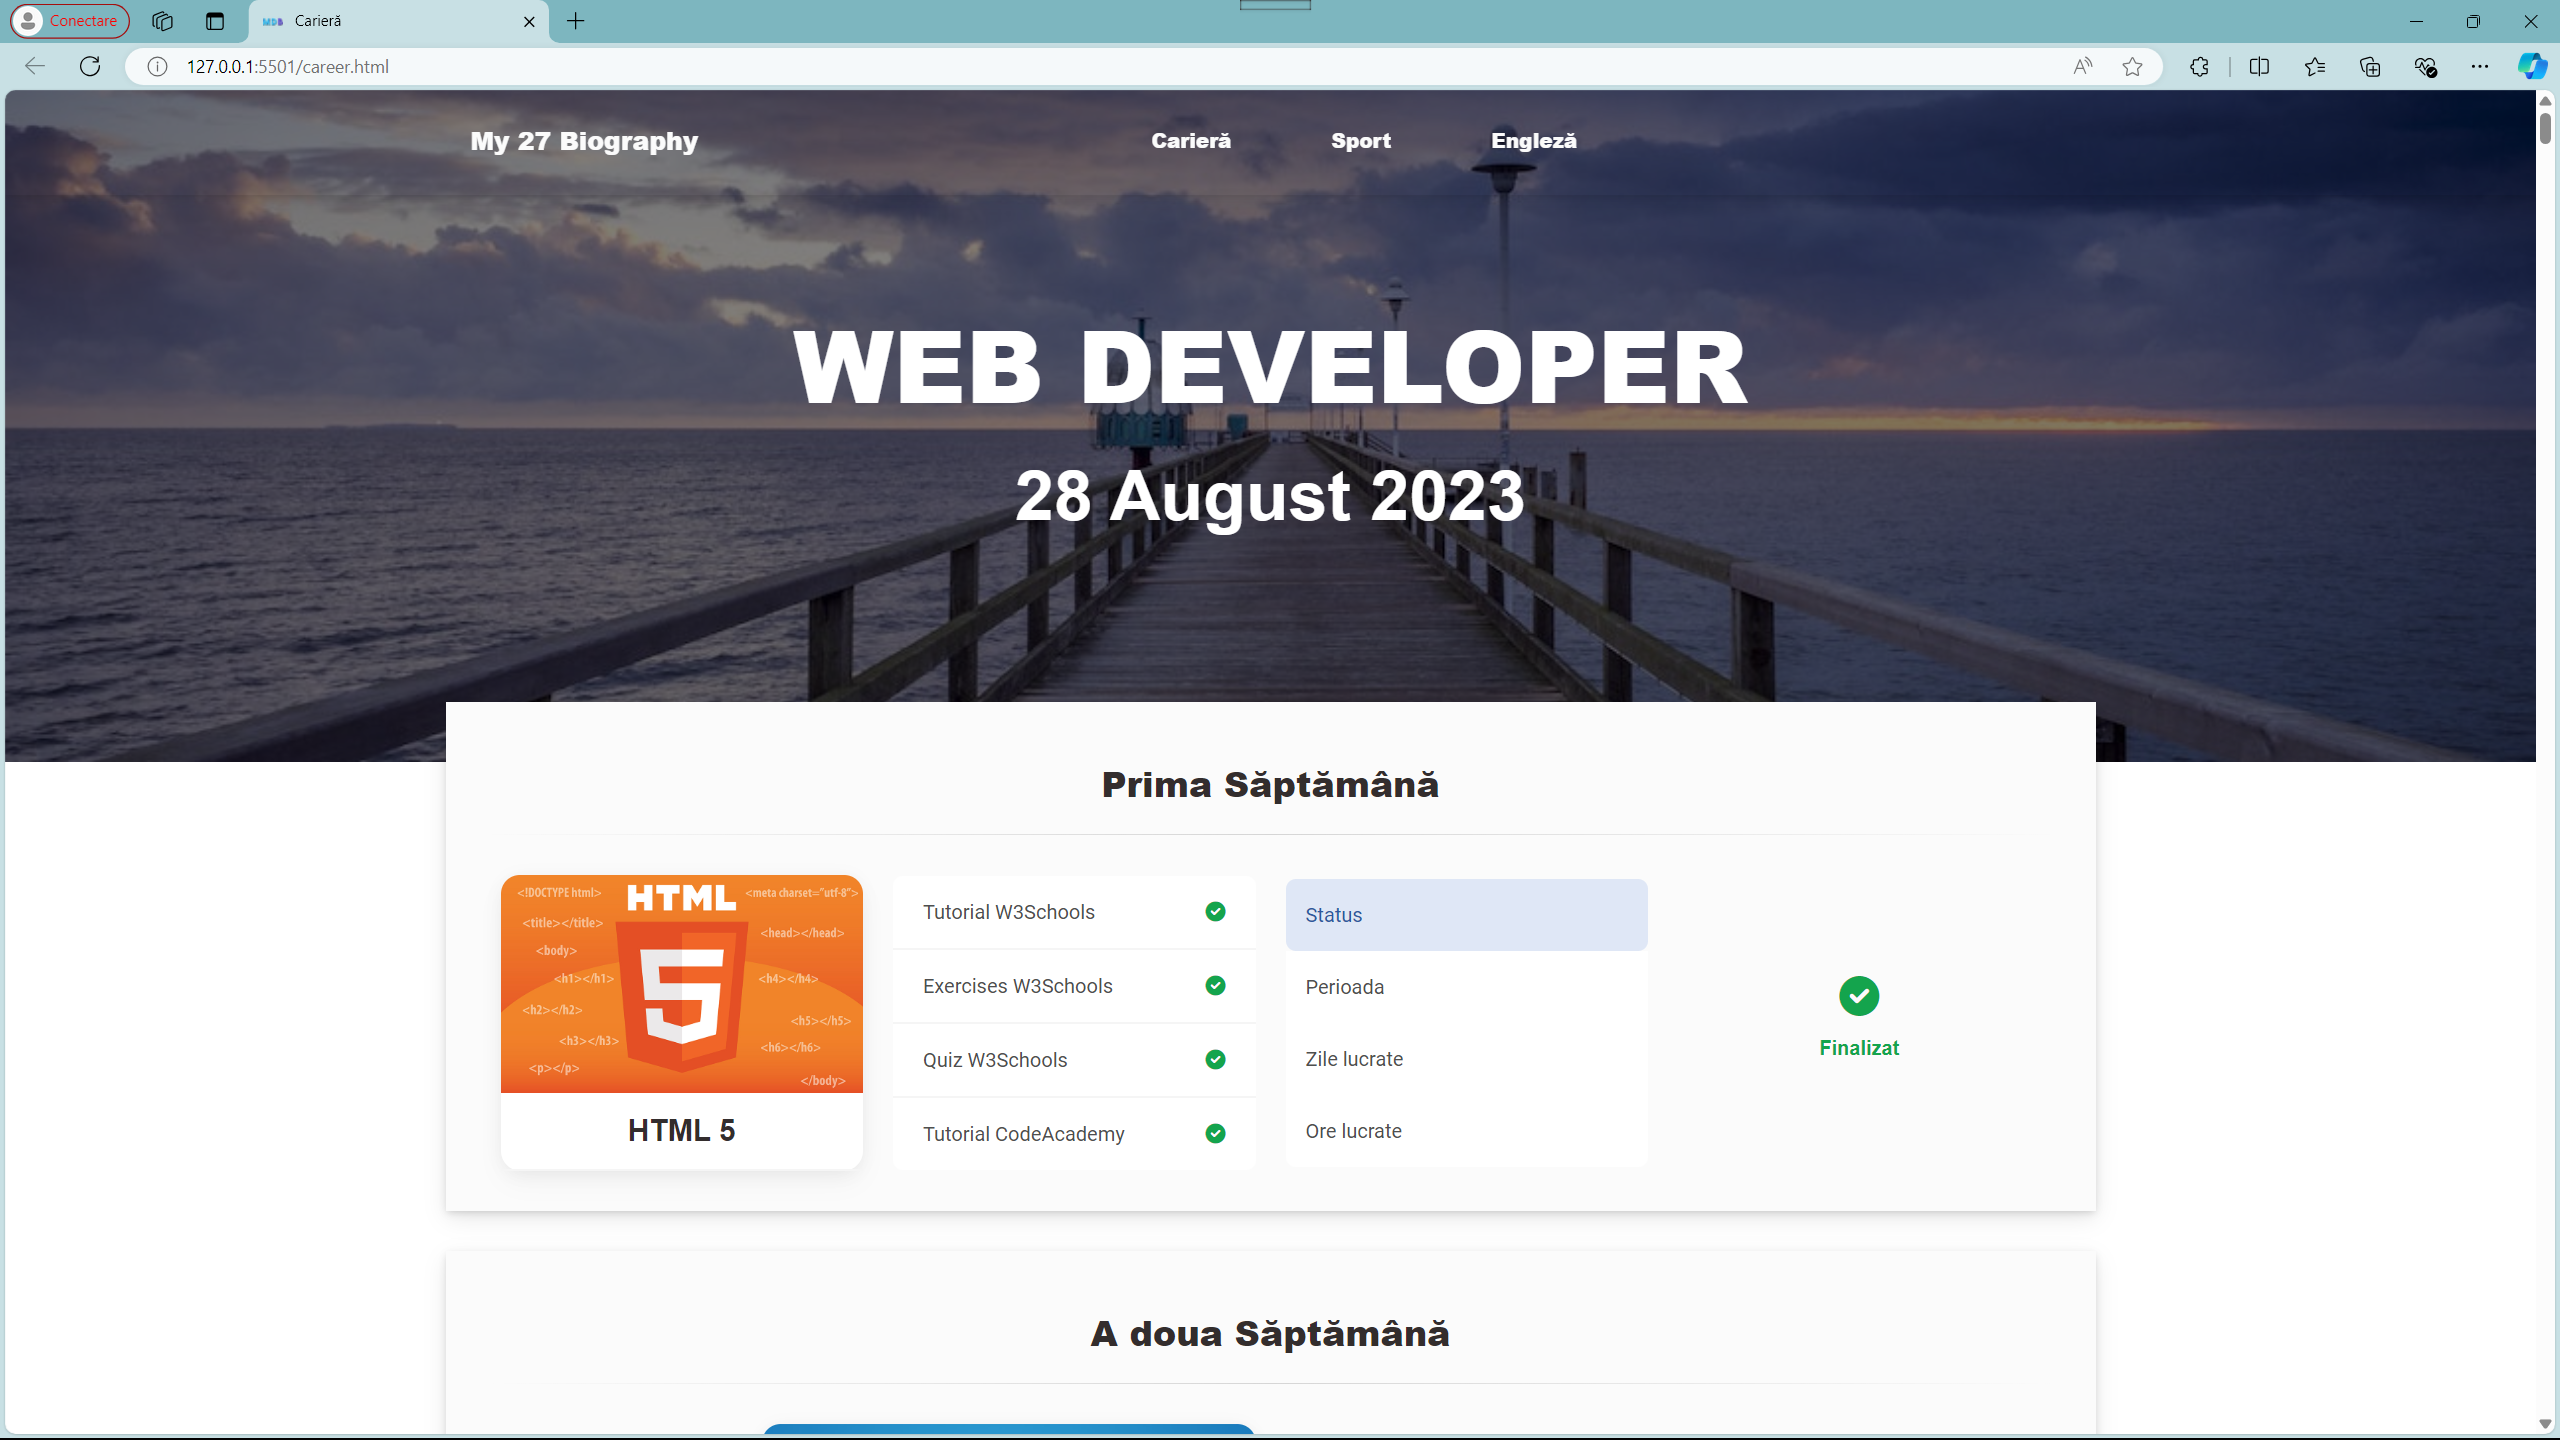 Conectare
MDB Carieră
127.0.0.1:5501/career.html
My 27 Biography
Carieră
Sport
Engleză
WEB DEVELOPER
28 August 2023
Prima Săptămână
<!DOCTYPE html>
HTML
<meta charset="utf-8">
<title></title>
<head></head>
<body>
<h1></h1>
<h4></h4>
<h2></h2>
<h5></h5>
<h3></h3>
<h6></h6>
<p></p>
</body>
5
HTML 5
Tutorial W3Schools
Exercises W3Schools
Quiz W3Schools
Tutorial CodeAcademy
Status
Perioada
Zile lucrate
Ore lucrate
Finalizat
A doua Săptămână